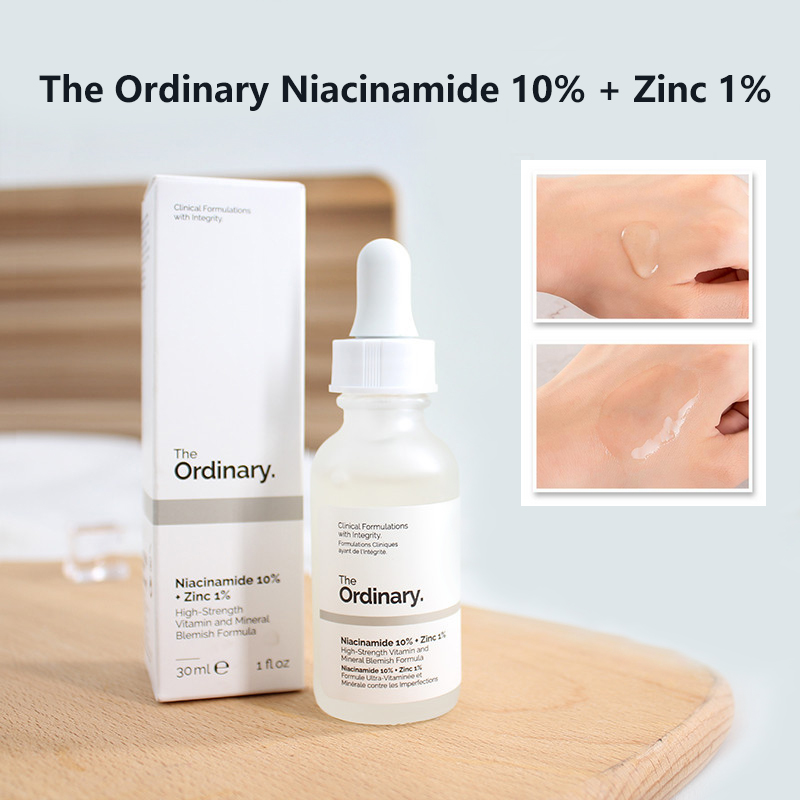 The Ordinary Niacinamide 10% + Zinc 1%
Clinical Formulations
with Integrity.
The
Ordinary.
Niacinamide 10%
+ Zinc 1%
High-Strength
Vitamin and Mineral
Blemish Formula
30 ml ℮ 1 fl oz
Clinical Formulations
with Integrity.
Formulations Cliniques
ayant de l'Intégrité.
The
Ordinary.
Niacinamide 10% + Zinc 1%
High-Strength Vitamin and
Mineral Blemish Formula
Niacinamide 10% + Zinc 1%
Formule Ultra-Vitaminée et
Minérale contre les Imperfections